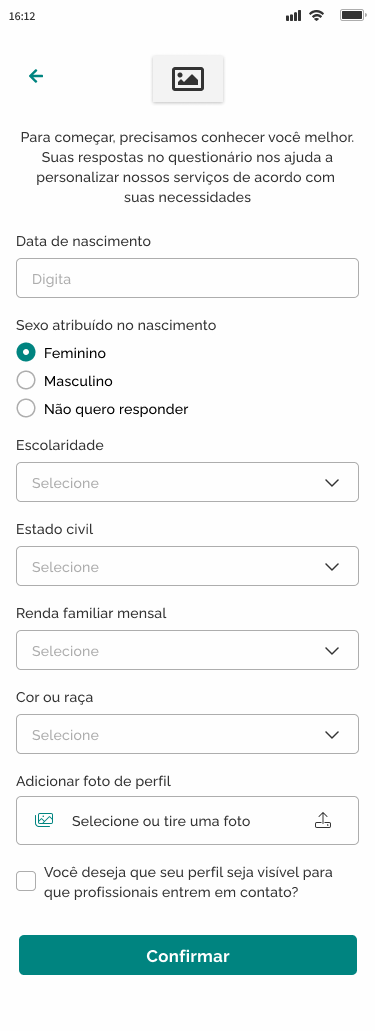 16:12
Para começar, precisamos conhecer você melhor.
Suas respostas no questionário nos ajuda a
personalizar nossos serviços de acordo com
suas necessidades
Data de nascimento
Digita
Sexo atribuído no nascimento
Feminino
Masculino
Não quero responder
Escolaridade
Selecione
Estado civil
Selecione
Renda familiar mensal
Selecione
Cor ou raça
Selecione
Adicionar foto de perfil
Selecione ou tire uma foto
Você deseja que seu perfil seja visível para
que profissionais entrem em contato?
Confirmar